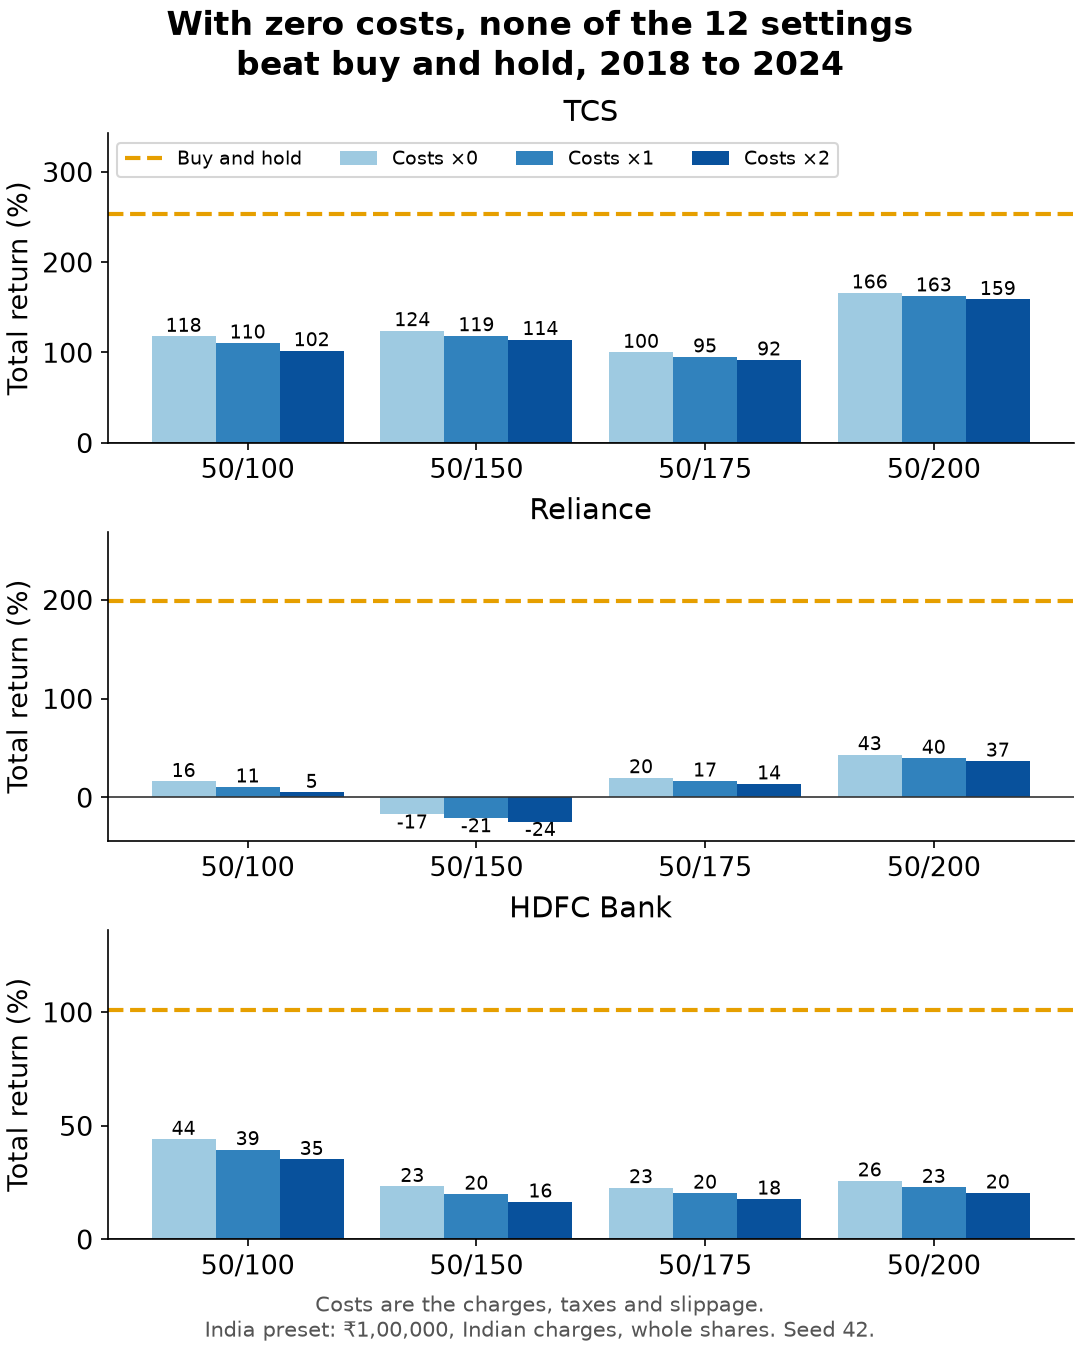 With zero costs, none of the 12 settings
beat buy and hold, 2018 to 2024
TCS
Buy and hold Costs ×0 Costs ×1 Costs ×2
Total return (%)
300
200
100
0
118 110 102 124 119 114 100 95 92 166 163 159
50/100 50/150 50/175 50/200
Reliance
Total return (%)
200
100
0
16 11 5 -17 -21 -24 20 17 14 43 40 37
50/100 50/150 50/175 50/200
HDFC Bank
Total return (%)
100
50
0
44 39 35 23 20 16 23 20 18 26 23 20
50/100 50/150 50/175 50/200
Costs are the charges, taxes and slippage.
India preset: ₹1,00,000, Indian charges, whole shares. Seed 42.